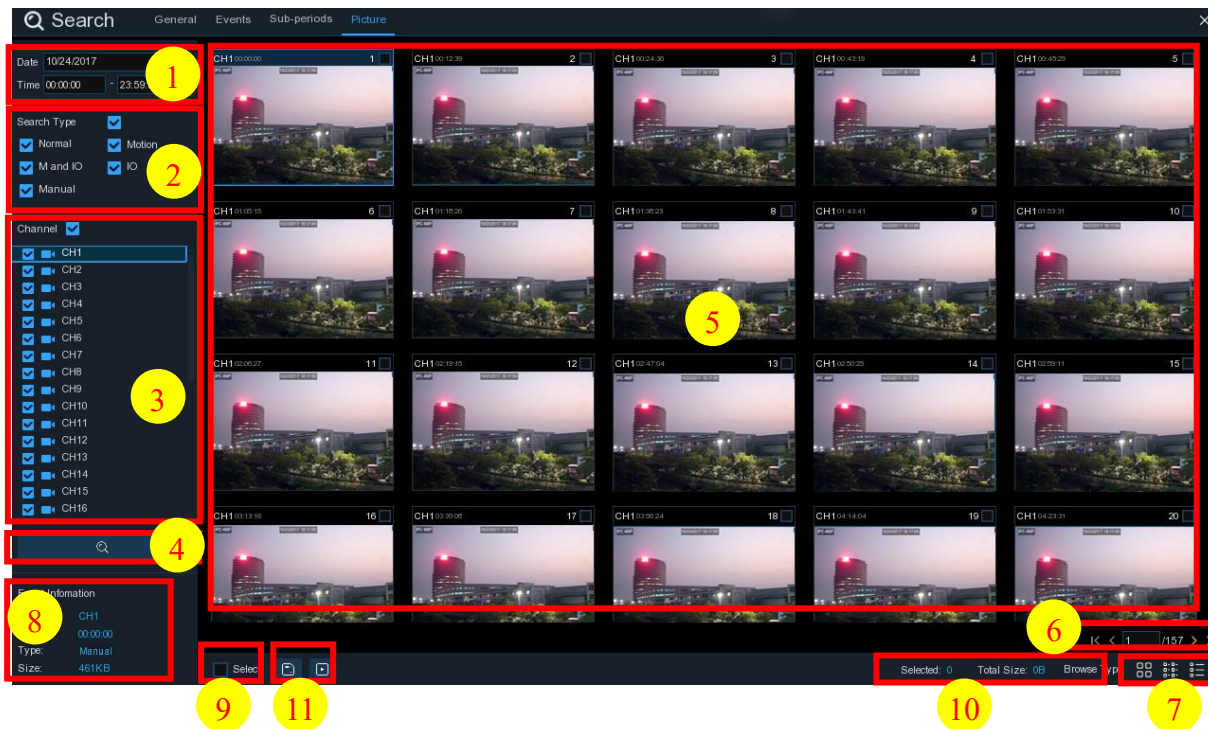 Search General Events Sub-periods Picture
Date 10/24/2017
Time 00:00:00 - 23:59:
1
Search Type
Normal Motion
M and IO IO
Manual
2
Channel
CH1
CH2
CH3
CH4
CH5
CH6
CH7
CH8
CH9
CH10
CH11
CH12
CH13
CH14
CH15
CH16
3
4
CH1 00:00:00 1 CH1 00:12:39 2 CH1 00:24:36 3 CH1 00:43:19 4 CH1 00:45:29 5
CH1 01:05:15 6 CH1 01:18:26 7 CH1 01:38:23 8 CH1 01:43:41 9 CH1 01:53:31 10
5
CH1 02:06:27 11 CH1 02:19:15 12 CH1 02:47:04 13 CH1 02:50:25 14 CH1 02:59:11 15
CH1 03:13:16 16 CH1 03:39:08 17 CH1 03:56:24 18 CH1 04:14:04 19 CH1 04:23:31 20
Infomation
8
CH1
00:00:00
Type: Manual
Size: 461KB
6
1 /157
Selec
Selected: 0 Total Size: 0B Browse Typ
9 11 10 7